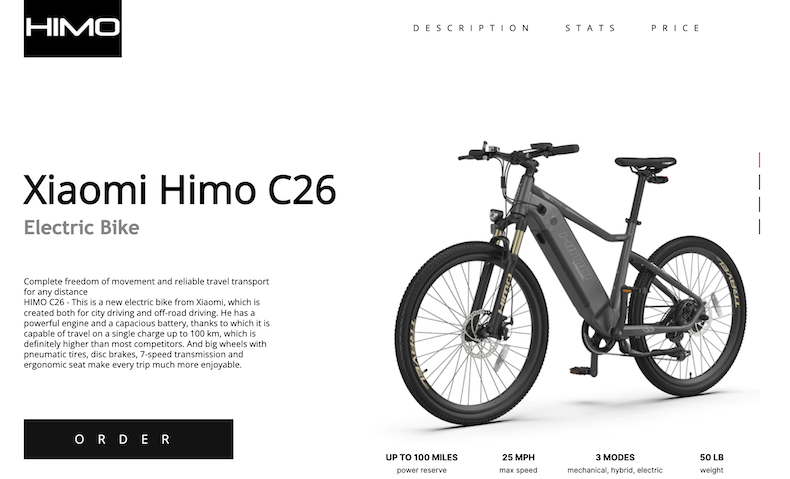 HIMO
DESCRIPTION STATS PRICE
Xiaomi Himo C26
Electric Bike
Complete freedom of movement and reliable travel transport
for any distance
HIMO C26 - This is a new electric bike from Xiaomi, which is
created both for city driving and off-road driving. He has a
powerful engine and a capacious battery, thanks to which it is
capable of travel on a single charge up to 100 km, which is
definitely higher than most competitors. And big wheels with
pneumatic tires, disc brakes, 7-speed transmission and
ergonomic seat make every trip much more enjoyable.
ORDER
UP TO 100 MILES 25 MPH 3 MODES 50 LB
power reserve max speed mechanical, hybrid, electric weight